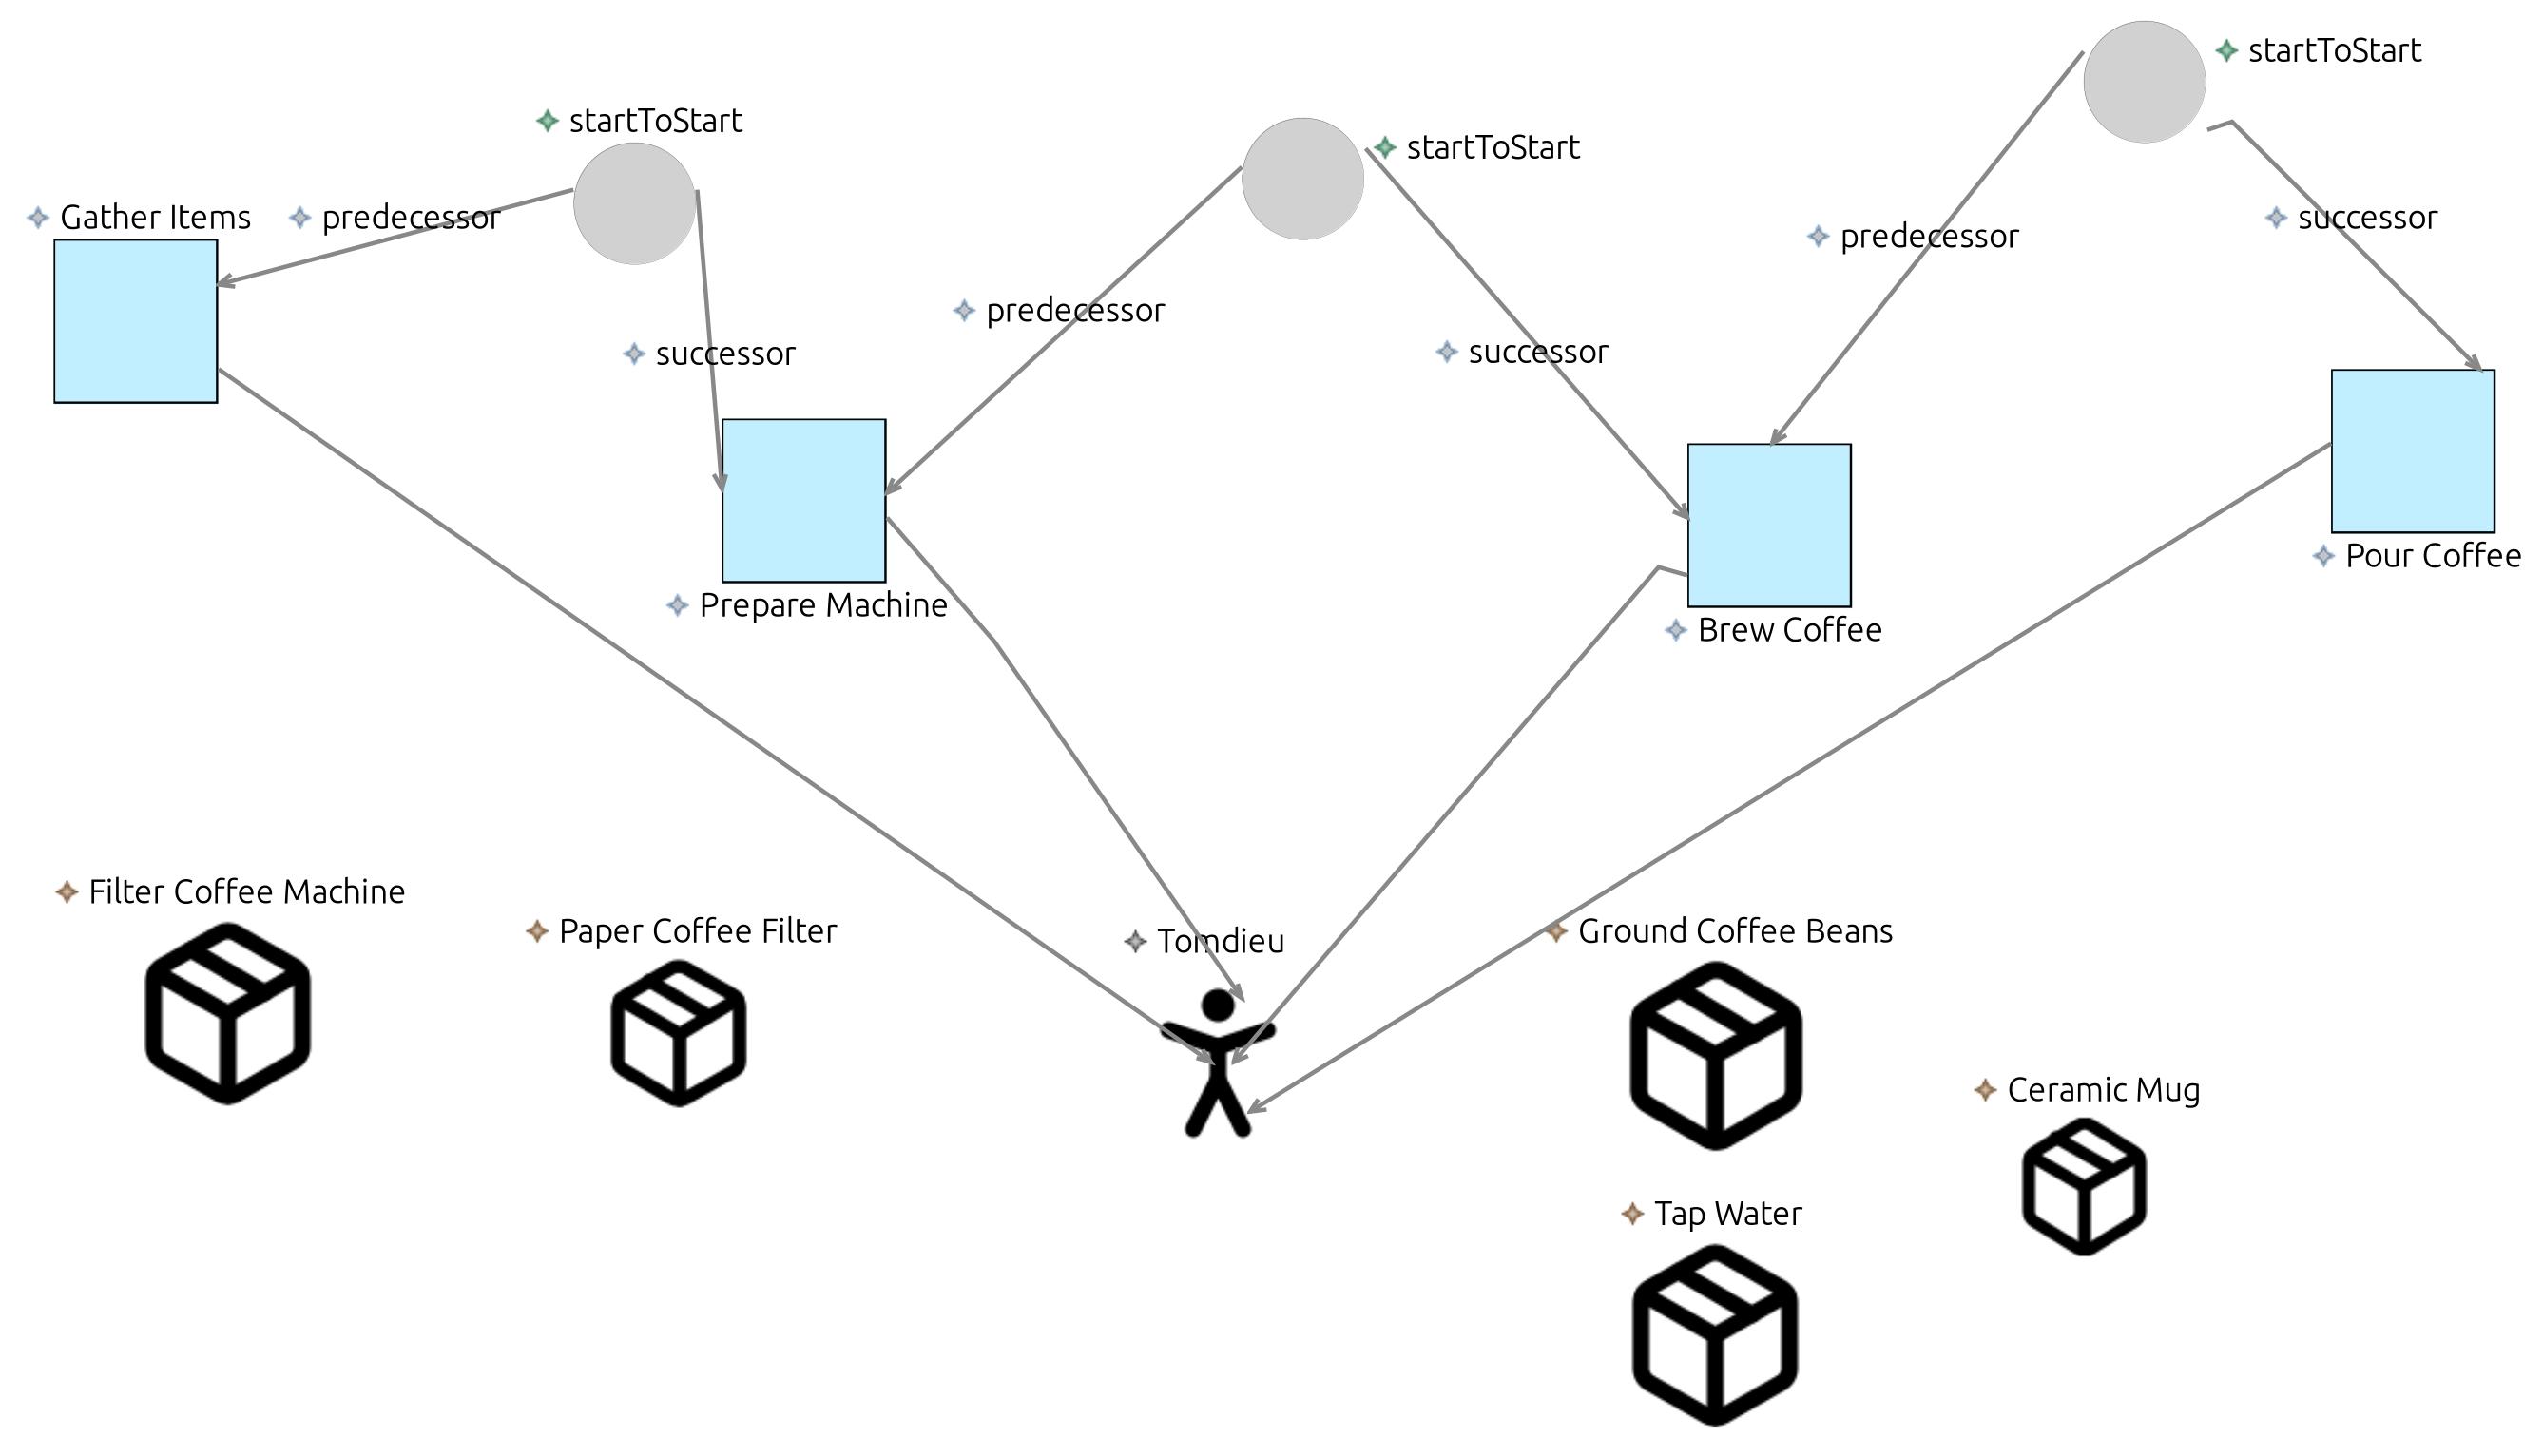 startToStart
startToStart
startToStart
Gather Items
predecessor
successor
predecessor
successor
predecessor
successor
Prepare Machine
Brew Coffee
Pour Coffee
Filter Coffee Machine
Paper Coffee Filter
Tomdieu
Ground Coffee Beans
Ceramic Mug
Tap Water